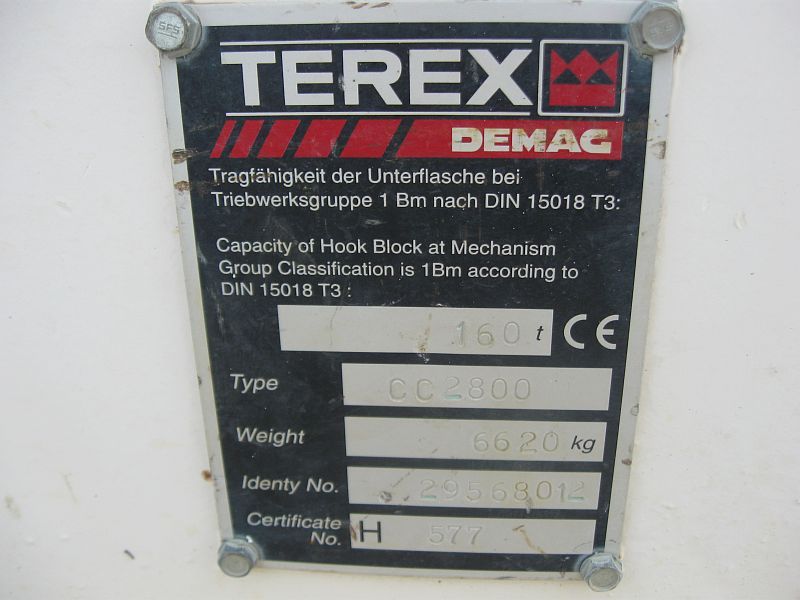 SFS
TEREX
DEMAG
Tragfähigkeit der Unterflasche bei
Triebwerksgruppe 1 Bm nach DIN 15018 T3:
Capacity of Hook Block at Mechanism
Group Classification is 1Bm according to
DIN 15018 T3 :
160 t CE
Type CC2800
Weight 6620 kg
Identy No. 29568012
Certificate
No. H 577